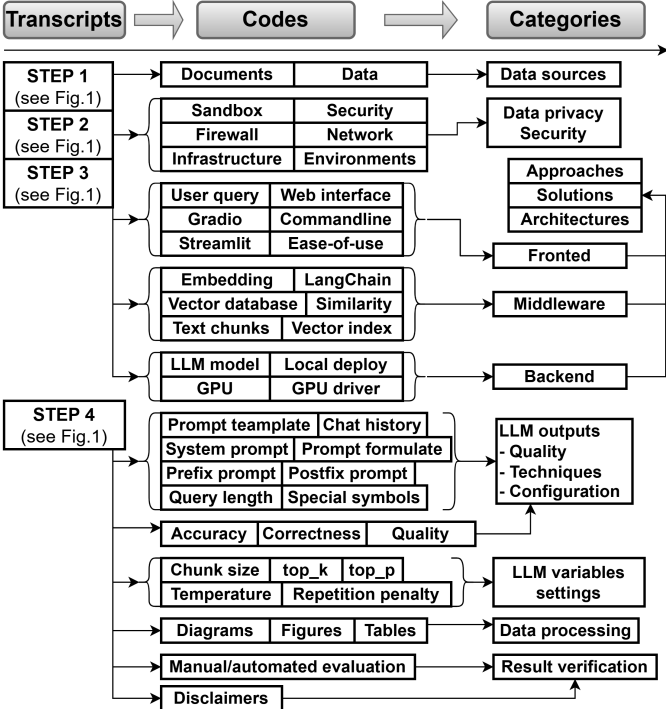 Transcripts Codes Categories
STEP 1
(see Fig.1)
STEP 2
(see Fig.1)
STEP 3
(see Fig.1)
Documents Data Data sources
Sandbox Security
Firewall Network
Infrastructure Environments
Data privacy
Security
Approaches
Solutions
Architectures
User query Web interface
Gradio Commandline
Streamlit Ease-of-use
Fronted
Embedding LangChain
Vector database Similarity
Text chunks Vector index
Middleware
LLM model Local deploy
GPU GPU driver
Backend
STEP 4
(see Fig.1)
Prompt teamplate Chat history
System prompt Prompt formulate
Prefix prompt Postfix prompt
Query length Special symbols
LLM outputs
- Quality
- Techniques
- Configuration
Accuracy Correctness Quality
Chunk size top_k top_p
Temperature Repetition penalty
LLM variables
settings
Diagrams Figures Tables Data processing
Manual/automated evaluation Result verification
Disclaimers